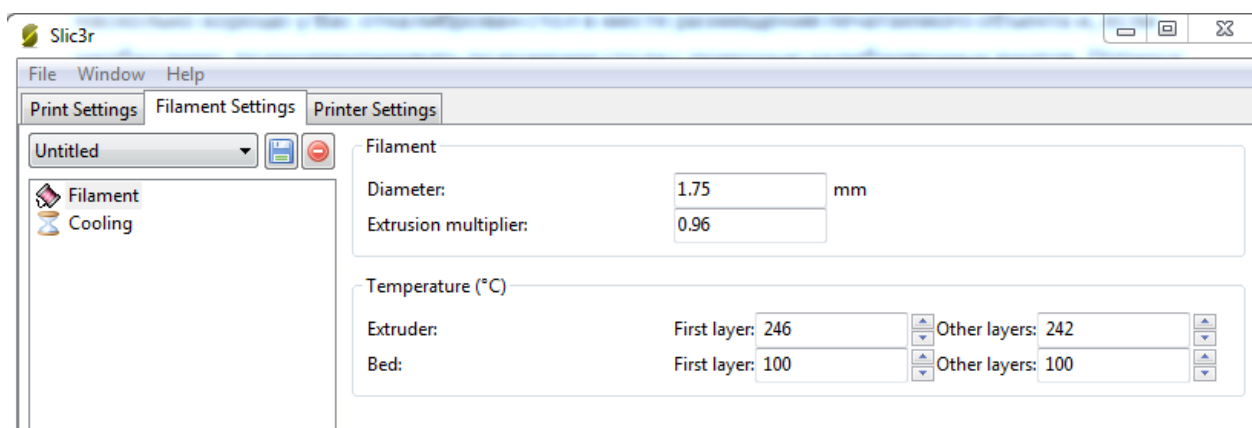 Slic3r
File Window Help
Print Settings Filament Settings Printer Settings
Untitled
Filament
Cooling
Filament
Diameter: 1.75 mm
Extrusion multiplier: 0.96
Temperature (°C)
Extruder: First layer: 246 Other layers: 242
Bed: First layer: 100 Other layers: 100